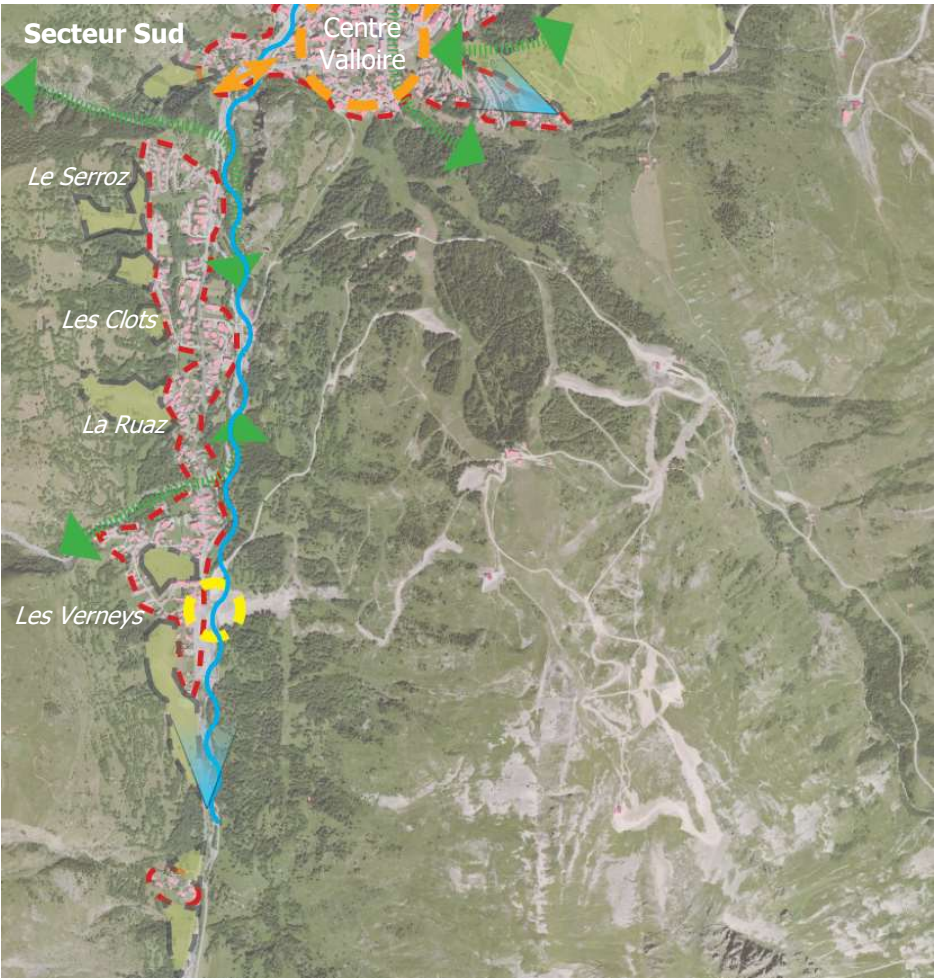 Secteur Sud
Centre
Valloire
Le Serroz
Les Clots
La Ruaz
Les Verneys